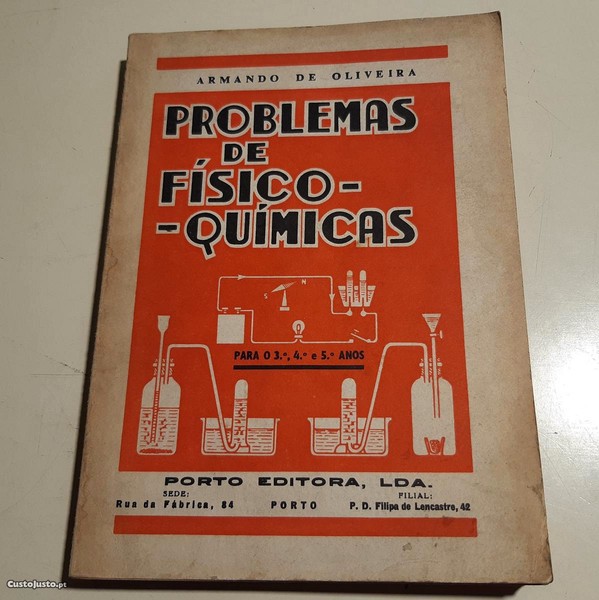 ARMANDO DE OLIVEIRA
PROBLEMAS
DE
FÍSICO-
-QUÍMICAS
S N
PARA O 3.º, 4.º e 5.º ANOS
PORTO EDITORA, LDA.
SEDE: FILIAL:
Rua da Fábrica, 84 PORTO P. D. Filipa de Lencastre, 42
CustoJusto.pt